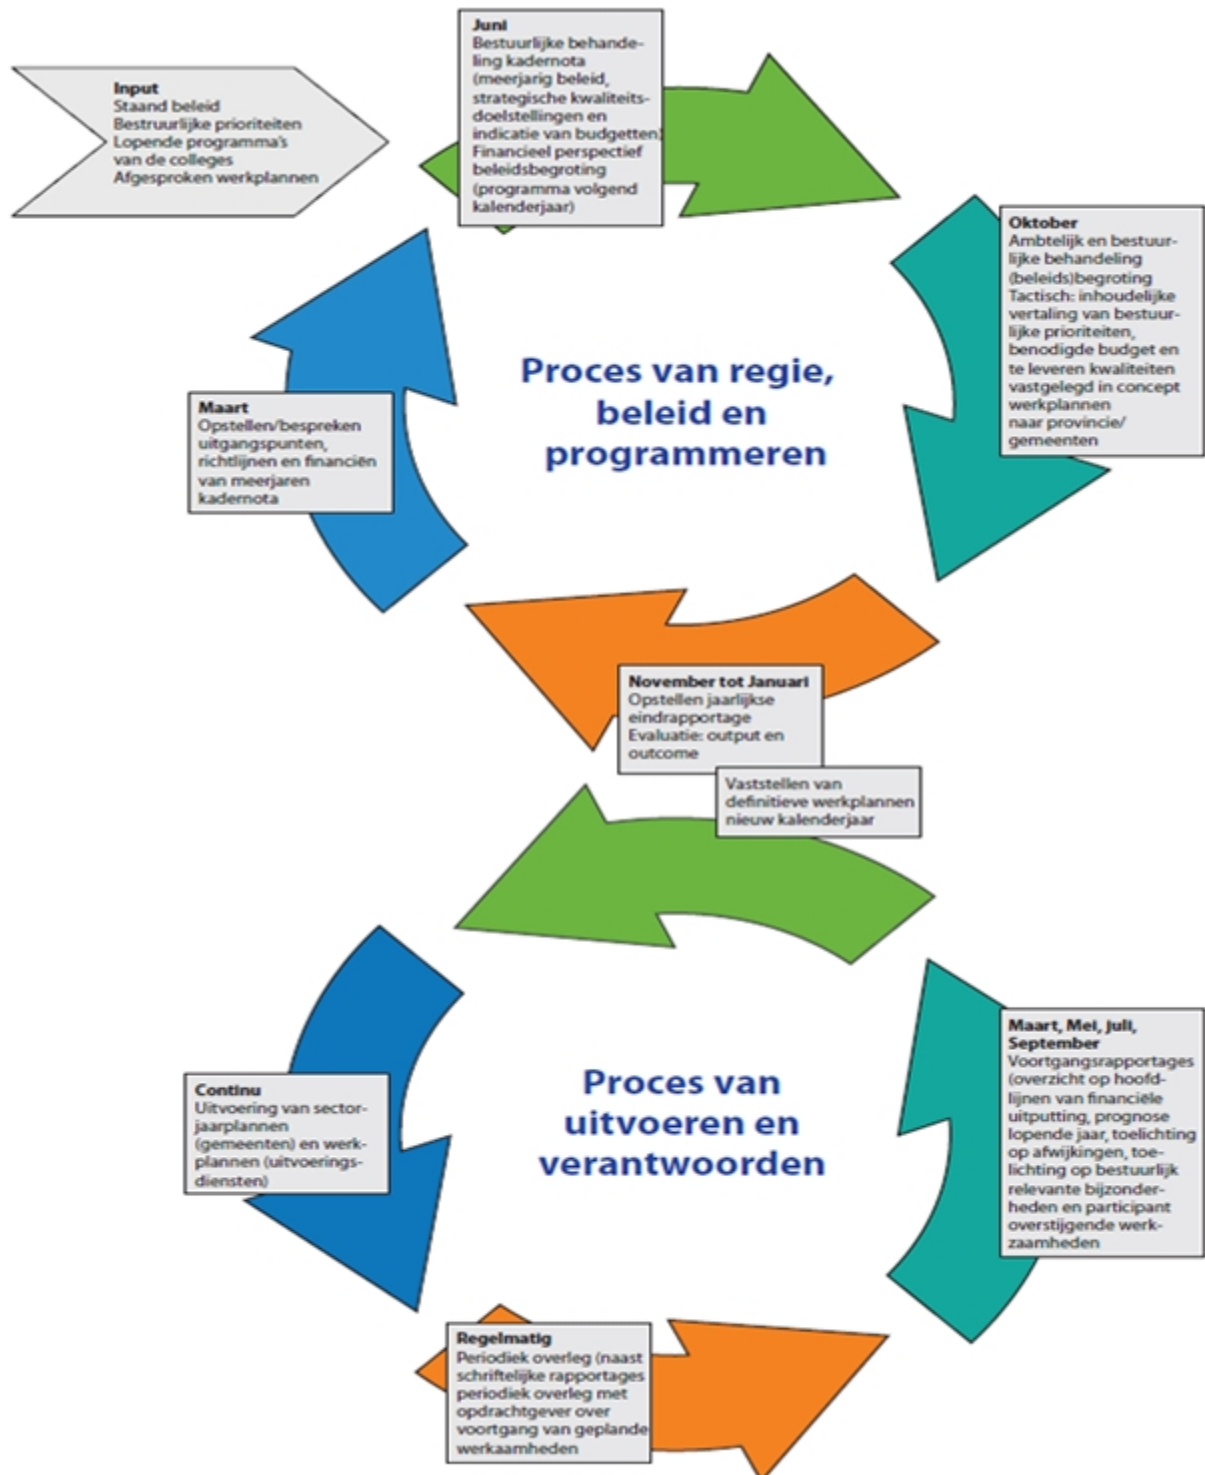 Input
Staand beleid
Bestruurlijke prioriteiten
Lopende programma's
van de colleges
Afgesproken werkplannen
Juni
Bestuurlijke behande-
ling kadernota
(meerjarig beleid,
strategische kwaliteits-
doelstellingen en
indicatie van budgetten)
Financieel perspectief
beleidsbegroting
(programma volgend
kalenderjaar)
Oktober
Ambtelijk en bestuur-
lijke behandeling
(beleids)begroting
Tactisch: inhoudelijke
vertaling van bestuur-
lijke prioriteiten,
benodigde budget en
te leveren kwaliteiten
vastgelegd in concept
werkplannen
naar provincie/
gemeenten
Proces van regie,
beleid en
programmeren
Maart
Opstellen/bespreken
uitgangspunten,
richtlijnen en financiën
van meerjaren
kadernota
November tot Januari
Opstellen jaarlijkse
eindrapportage
Evaluatie: output en
outcome
Vaststellen van
definitieve werkplannen
nieuw kalenderjaar
Proces van
uitvoeren en
verantwoorden
Continu
Uitvoering van sector-
jaarplannen
(gemeenten) en werk-
plannen (uitvoerings-
diensten)
Maart, Mei, juli,
September
Voortgangsrapportages
(overzicht op hoofd-
lijnen van financiële
uitputting, prognose
lopende jaar, toelichting
op afwijkingen, toe-
lichting op bestuurlijk
relevante bijzonder-
heden en participant
overstijgende werk-
zaamheden
Regelmatig
Periodiek overleg (naast
schriftelijke rapportages
periodiek overleg met
opdrachtgever over
voortgang van geplande
werkaamheden